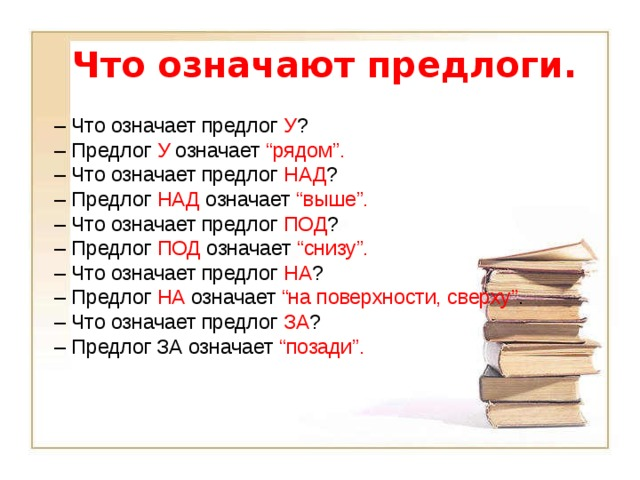 Что означают предлоги.
– Что означает предлог У?
– Предлог У означает “рядом”.
– Что означает предлог НАД?
– Предлог НАД означает “выше”.
– Что означает предлог ПОД?
– Предлог ПОД означает “снизу”.
– Что означает предлог НА?
– Предлог НА означает “на поверхности, сверху”.
– Что означает предлог ЗА?
– Предлог ЗА означает “позади”.